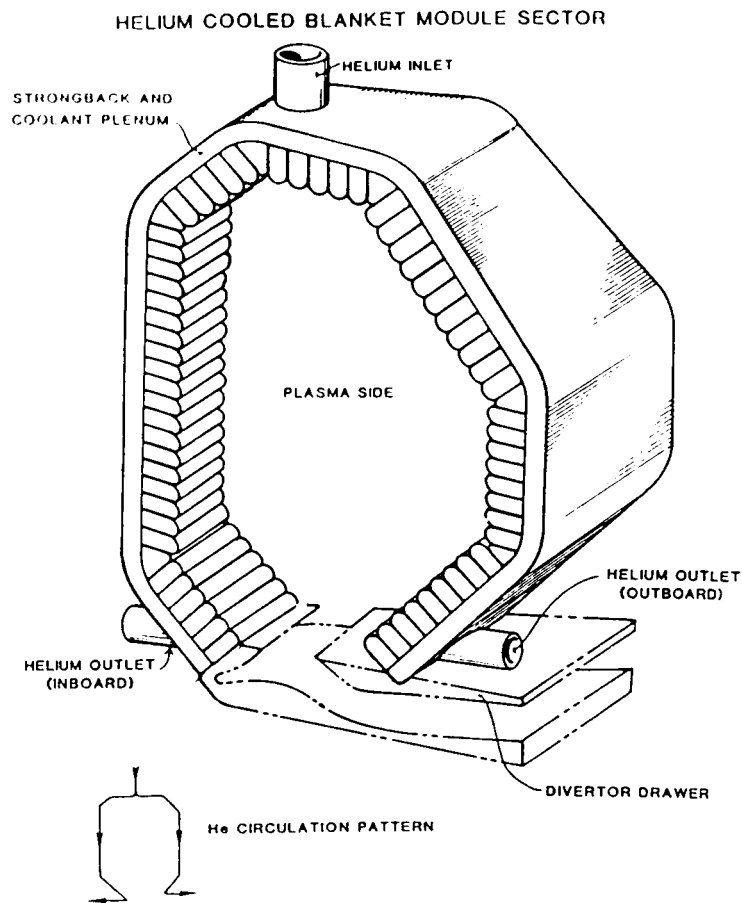 HELIUM COOLED BLANKET MODULE SECTOR
HELIUM INLET
STRONGBACK AND
COOLANT PLENUM
PLASMA SIDE
HELIUM OUTLET
(OUTBOARD)
HELIUM OUTLET
(INBOARD)
DIVERTOR DRAWER
He CIRCULATION PATTERN